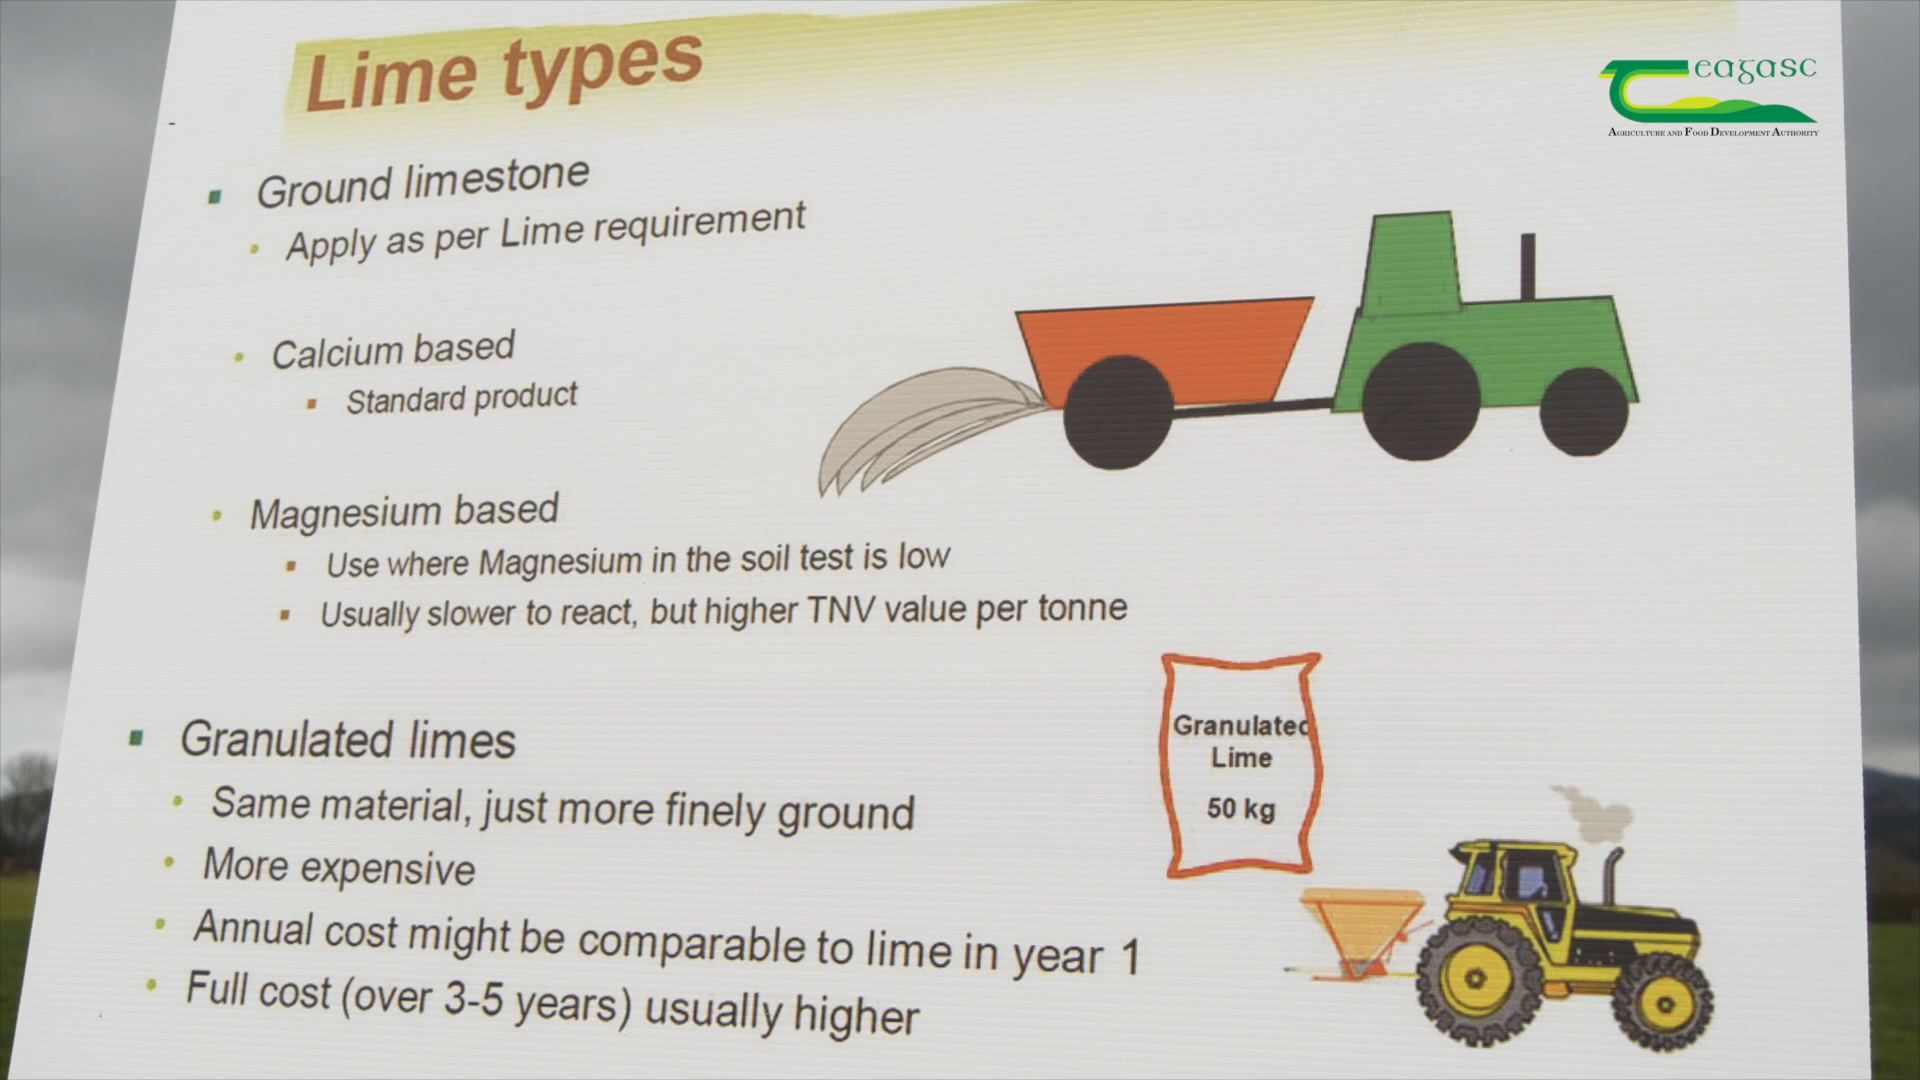 Lime types
eagasc
AGRICULTURE AND FOOD DEVELOPMENT AUTHORITY
Ground limestone
Apply as per Lime requirement
Calcium based
Standard product
Magnesium based
Use where Magnesium in the soil test is low
Usually slower to react, but higher TNV value per tonne
Granulated limes
Same material, just more finely ground
More expensive
Annual cost might be comparable to lime in year 1
Full cost (over 3-5 years) usually higher
Granulated
Lime
50 kg